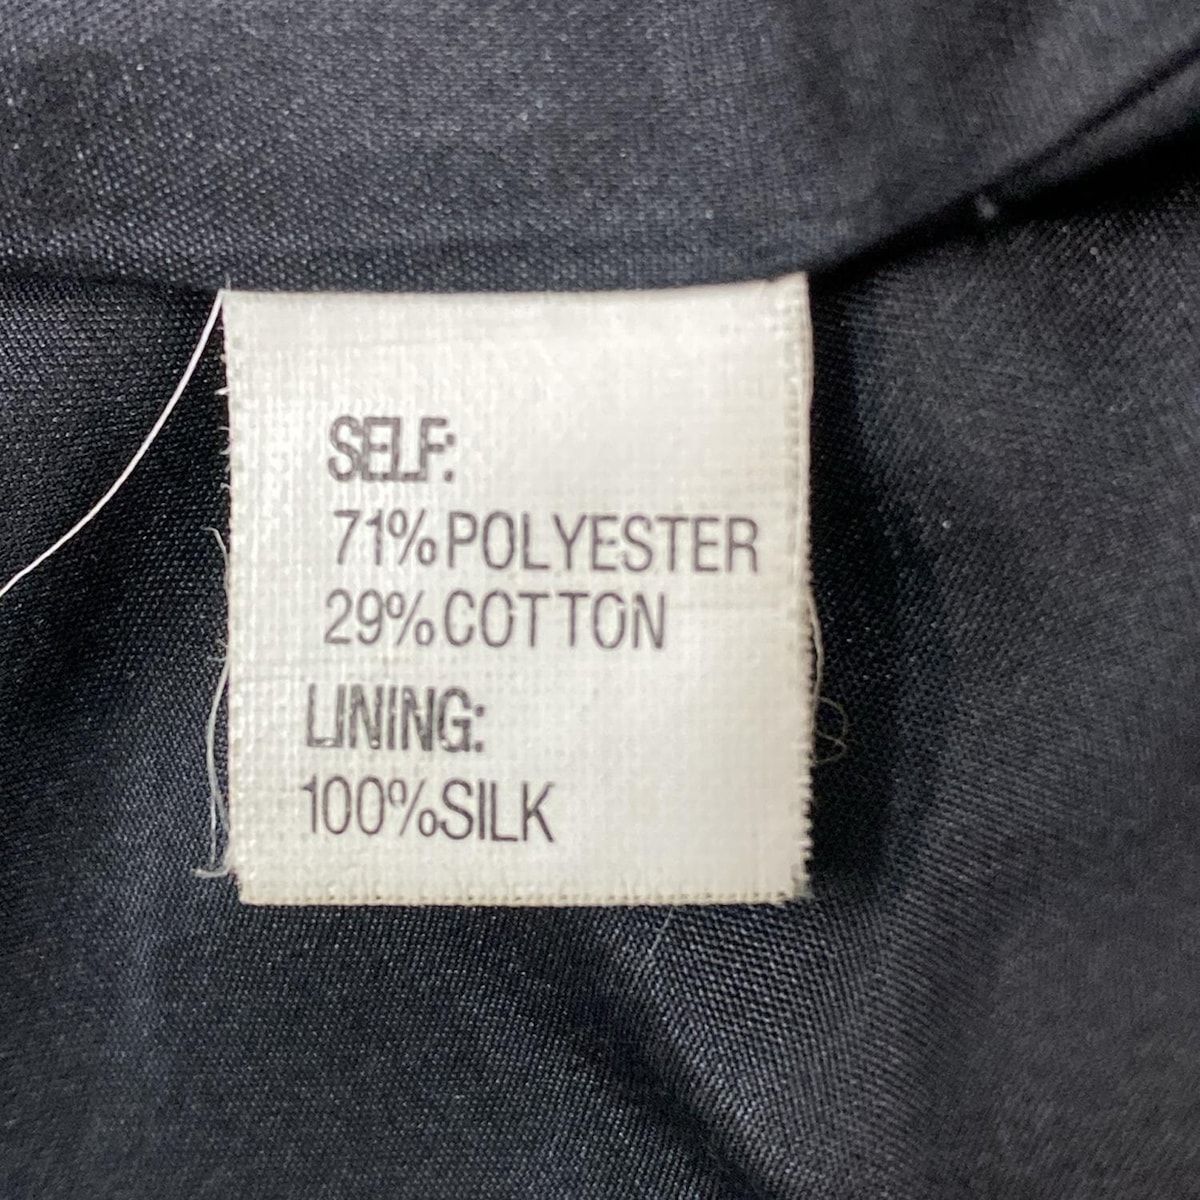 SELF:
71% POLYESTER
29% COTTON
LINING:
100% SILK